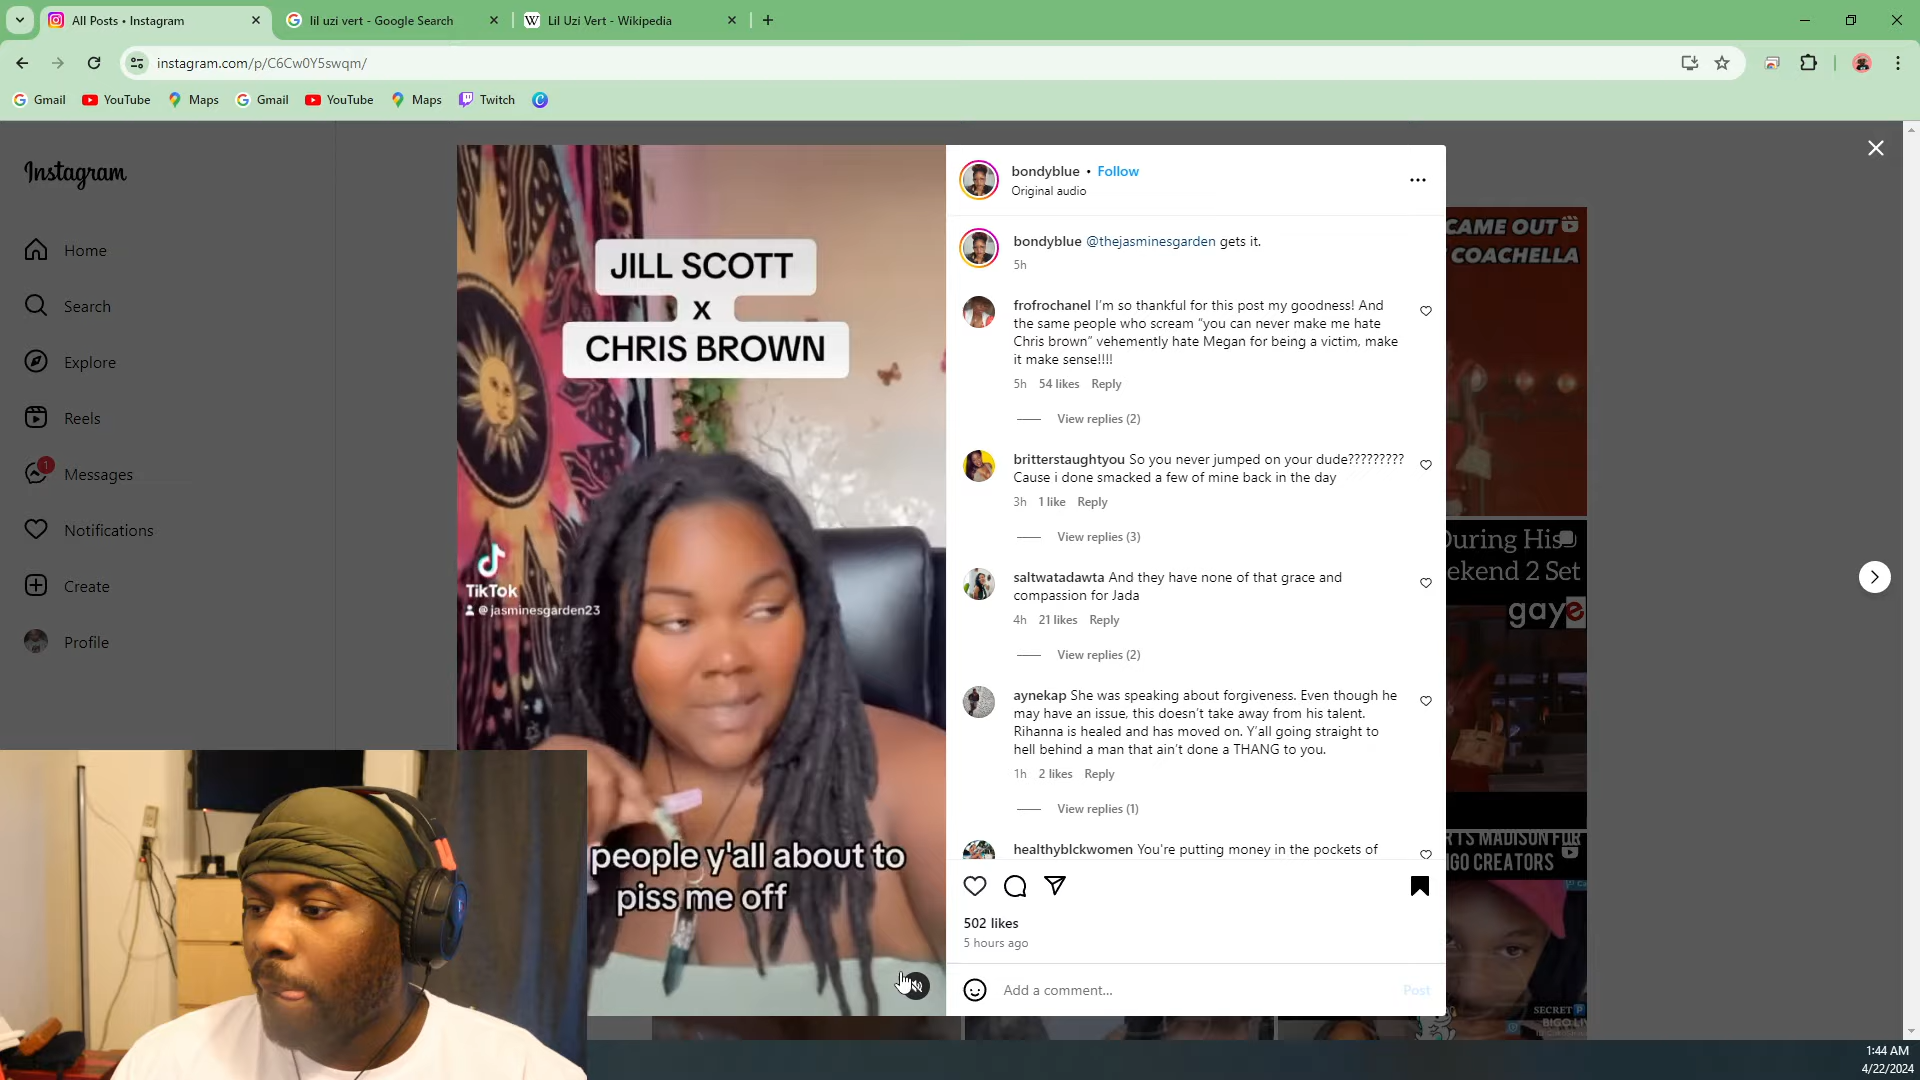 All Posts • Instagram
lil uzi vert - Google Search
W Lil Uzi Vert - Wikipedia
instagram.com/p/C6Cw0Y5swqm/
Gmail
YouTube
Maps
Gmail
YouTube
Maps
Twitch
Instagram
Home
Search
Explore
Reels
1
Messages
Notifications
Create
Profile
JILL SCOTT
X
CHRIS BROWN
TikTok
@jasminesgarden23
people y'all about to
piss me off
bondyblue • Follow
Original audio
bondyblue @thejasminesgarden gets it.
5h
frofrochanel I'm so thankful for this post my goodness! And
the same people who scream "you can never make me hate
Chris brown" vehemently hate Megan for being a victim, make
it make sense!!!!
5h 54 likes Reply
View replies (2)
britterstaughtyou So you never jumped on your dude?????????
Cause i done smacked a few of mine back in the day
3h 1 like Reply
View replies (3)
saltwatadawta And they have none of that grace and
compassion for Jada
4h 21 likes Reply
View replies (2)
aynekap She was speaking about forgiveness. Even though he
may have an issue, this doesn't take away from his talent.
Rihanna is healed and has moved on. Y'all going straight to
hell behind a man that ain't done a THANG to you.
1h 2 likes Reply
View replies (1)
healthyblckwomen You're putting money in the pockets of
502 likes
5 hours ago
Add a comment...
Post
CAME OUT
COACHELLA
During His
ekend 2 Set
gaye
RTS MADISON FOR
IGO CREATORS
SECRET P
BIGO LIV
1:44 AM
4/22/2024